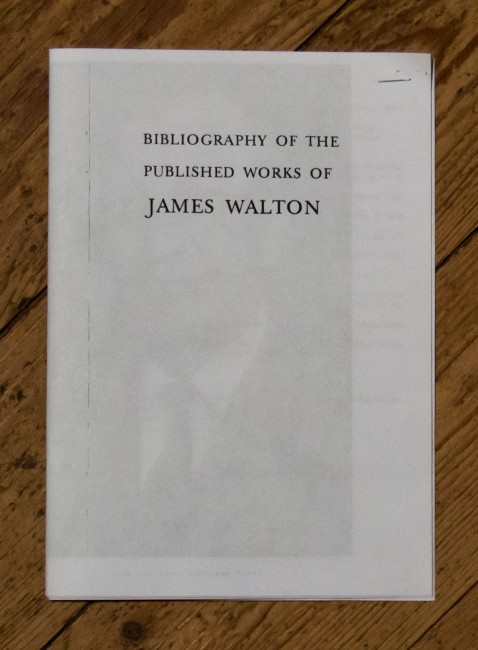 BIBLIOGRAPHY OF THE
PUBLISHED WORKS OF
JAMES WALTON